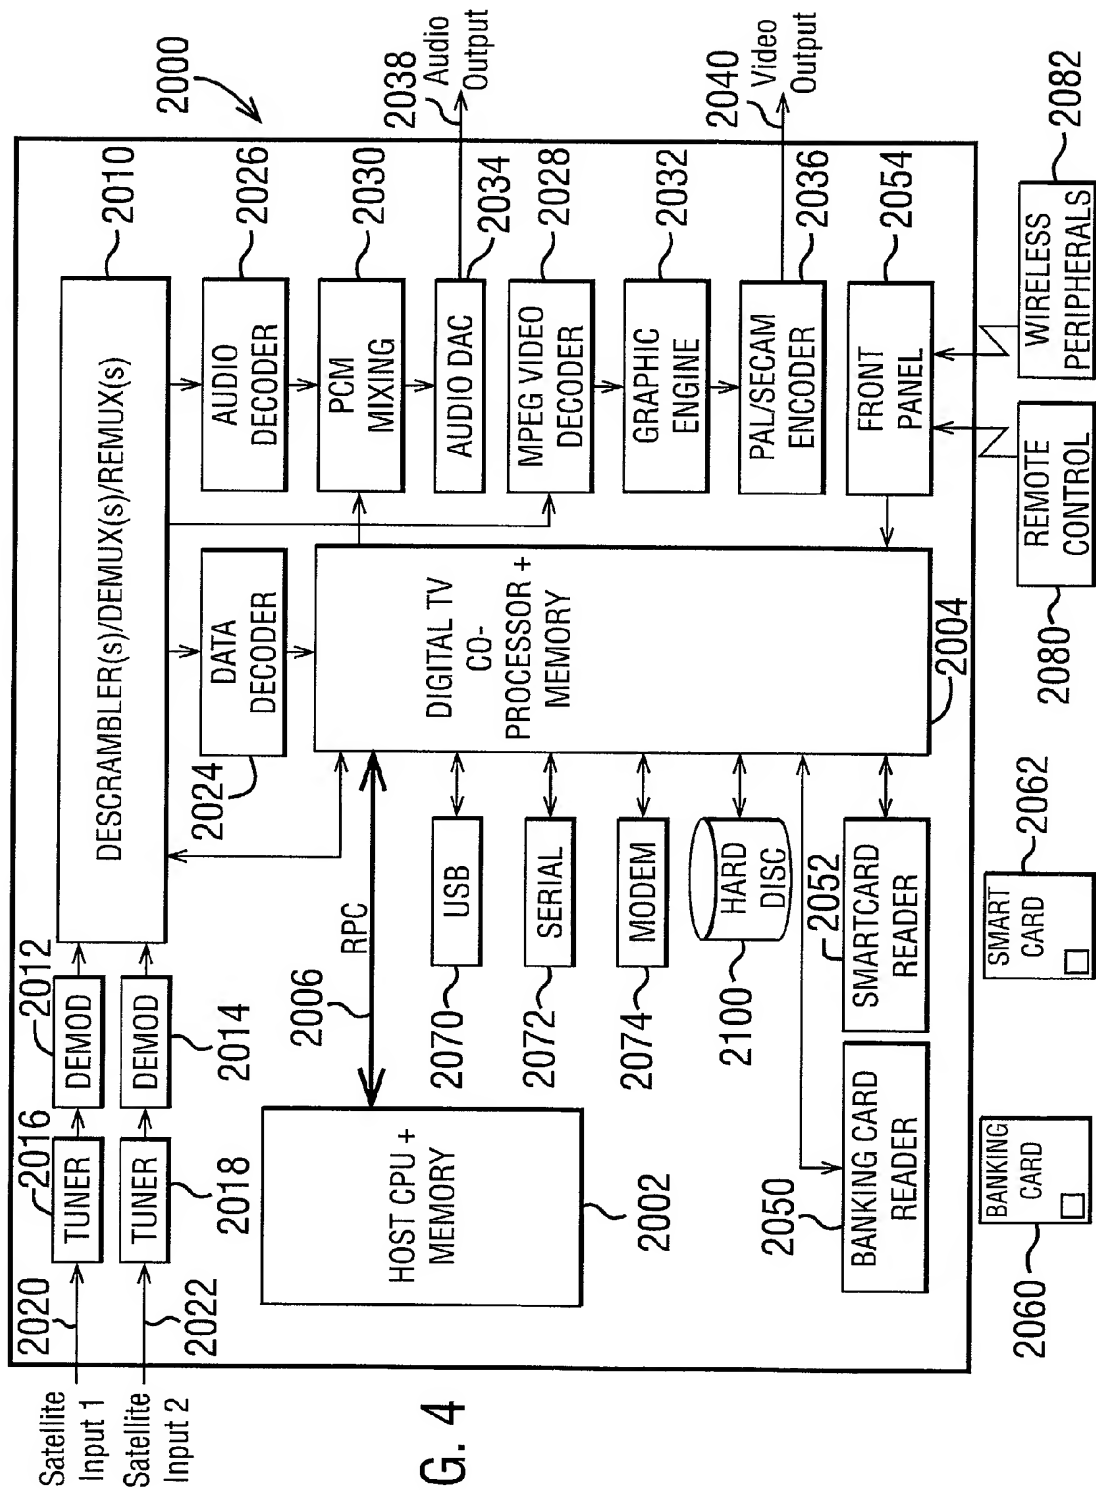 Satellite
Input 1
2020
TUNER
2016
DEMOD
2012
Satellite
Input 2
2022
TUNER
2018
DEMOD
2014
DESCRAMBLER(s)/DEMUX(s)/REMUX(s)
2010
2000
2024
DATA
DECODER
AUDIO
DECODER
2026
HOST CPU +
MEMORY
2002
2006
RPC
DIGITAL TV
CO-
PROCESSOR +
MEMORY
2004
PCM
MIXING
2030
2038
Audio
Output
AUDIO DAC
2034
2070
USB
MPEG VIDEO
DECODER
2028
2072
SERIAL
GRAPHIC
ENGINE
2032
2074
MODEM
2040
Video
Output
PAL/SECAM
ENCODER
2036
2100
HARD
DISC
2050
BANKING CARD
READER
2052
SMARTCARD
READER
FRONT
PANEL
2054
2060
BANKING
CARD
SMART
CARD
2062
2080
REMOTE
CONTROL
WIRELESS
PERIPHERALS
2082
G. 4